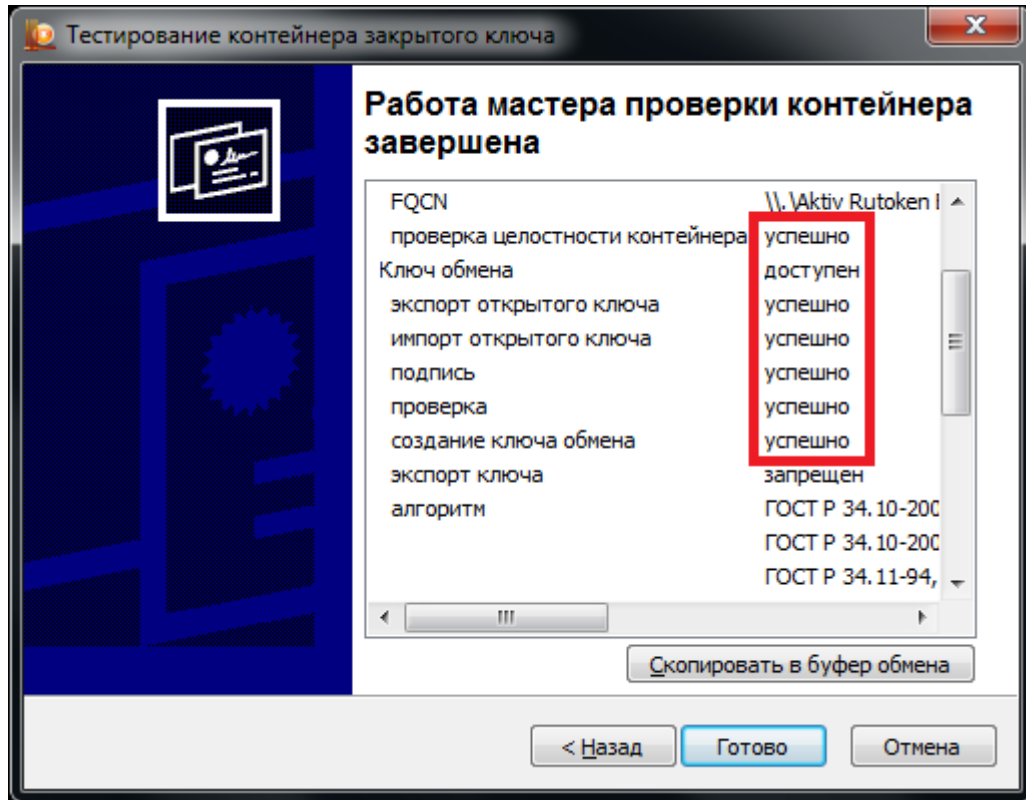 Тестирование контейнера закрытого ключа
Работа мастера проверки контейнера
завершена
FQCN \\.\Aktiv Rutoken
проверка целостности контейнера успешно
Ключ обмена доступен
экспорт открытого ключа успешно
импорт открытого ключа успешно
подпись успешно
проверка успешно
создание ключа обмена успешно
экспорт ключа запрещен
алгоритм ГОСТ Р 34.10-200
ГОСТ Р 34.10-200
ГОСТ Р 34.11-94,
Скопировать в буфер обмена
< Назад Готово Отмена